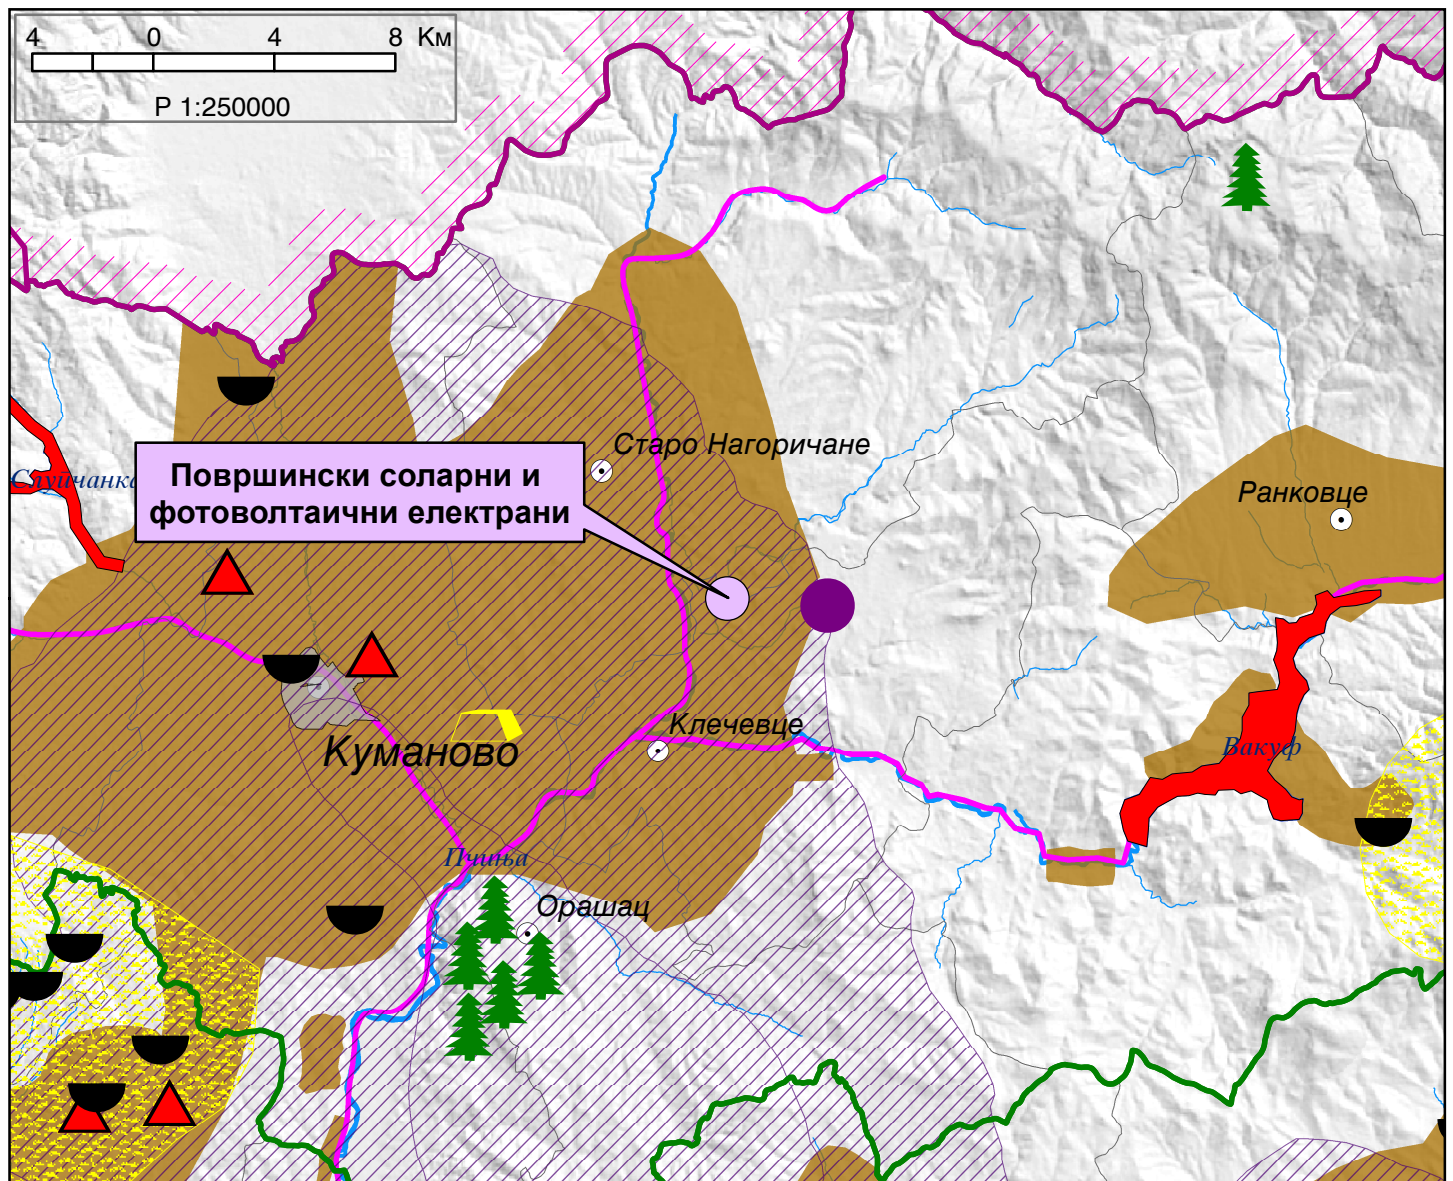 4 0 4 8 Км
Р 1:250000
Старо Нагоричане
Површински соларни и
фотоволтаични електрани
Слуйчанка
Ранковце
Клечевце
Куманово
Вакуф
Пчиња
Орашац